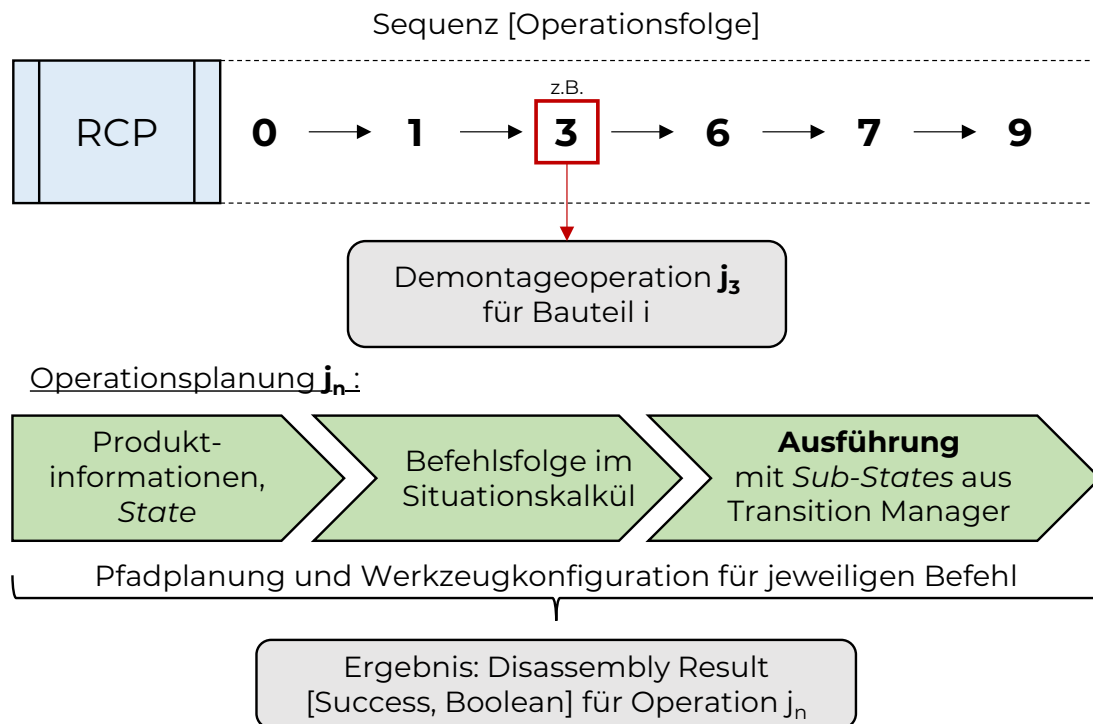 Sequenz [Operationsfolge]
z.B.
RCP 0 1 3 6 7 9
Demontageoperation j₃
für Bauteil i
Operationsplanung jₙ :
Produkt-
informationen,
State
Befehlsfolge im
Situationskalkül
Ausführung
mit Sub-States aus
Transition Manager
Pfadplanung und Werkzeugkonfiguration für jeweiligen Befehl
Ergebnis: Disassembly Result
[Success, Boolean] für Operation jₙ